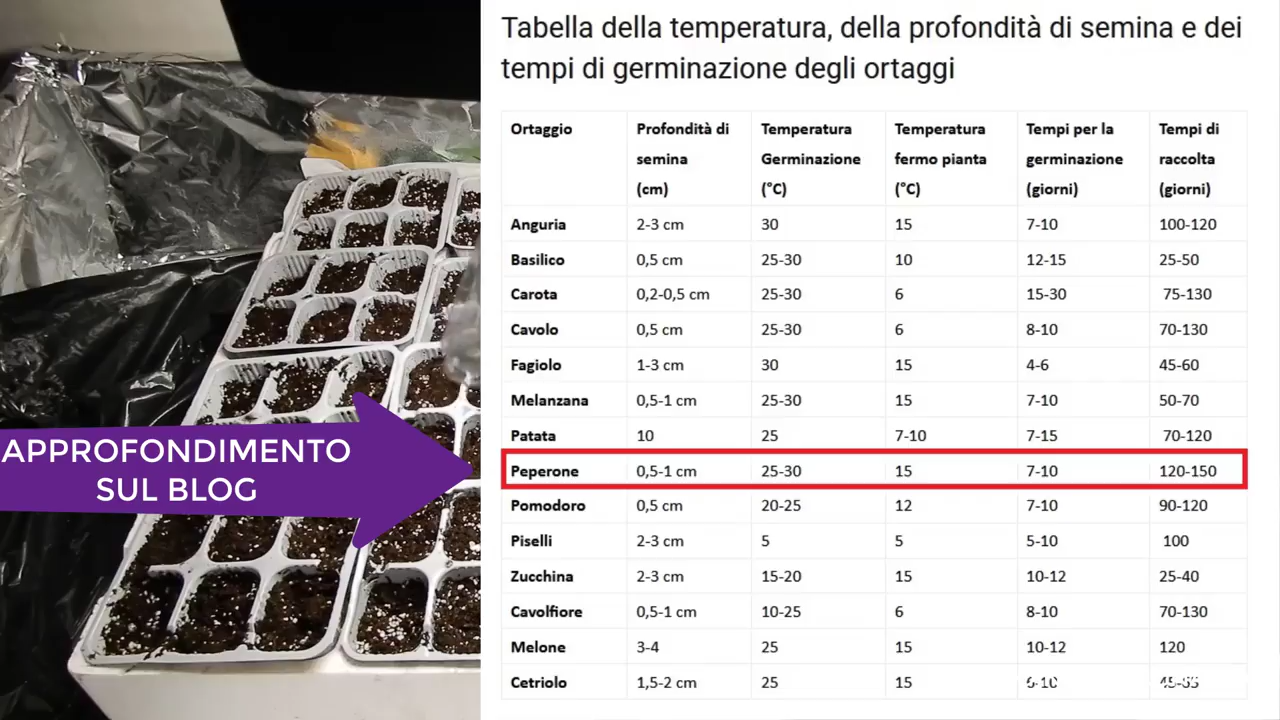 Tabella della temperatura, della profondità di semina e dei
tempi di germinazione degli ortaggi
Ortaggio Profondità di semina (cm) Temperatura Germinazione (°C) Temperatura fermo pianta (°C) Tempi per la germinazione (giorni) Tempi di raccolta (giorni)
Anguria 2-3 cm 30 15 7-10 100-120
Basilico 0,5 cm 25-30 10 12-15 25-50
Carota 0,2-0,5 cm 25-30 6 15-30 75-130
Cavolo 0,5 cm 25-30 6 8-10 70-130
Fagiolo 1-3 cm 30 15 4-6 45-60
Melanzana 0,5-1 cm 25-30 15 7-10 50-70
Patata 10 25 7-10 7-15 70-120
Peperone 0,5-1 cm 25-30 15 7-10 120-150
Pomodoro 0,5 cm 20-25 12 7-10 90-120
Piselli 2-3 cm 5 5 5-10 100
Zucchina 2-3 cm 15-20 15 10-12 25-40
Cavolfiore 0,5-1 cm 10-25 6 8-10 70-130
Melone 3-4 25 15 10-12 120
Cetriolo 1,5-2 cm 25 15 6-10
APPROFONDIMENTO
SUL BLOG